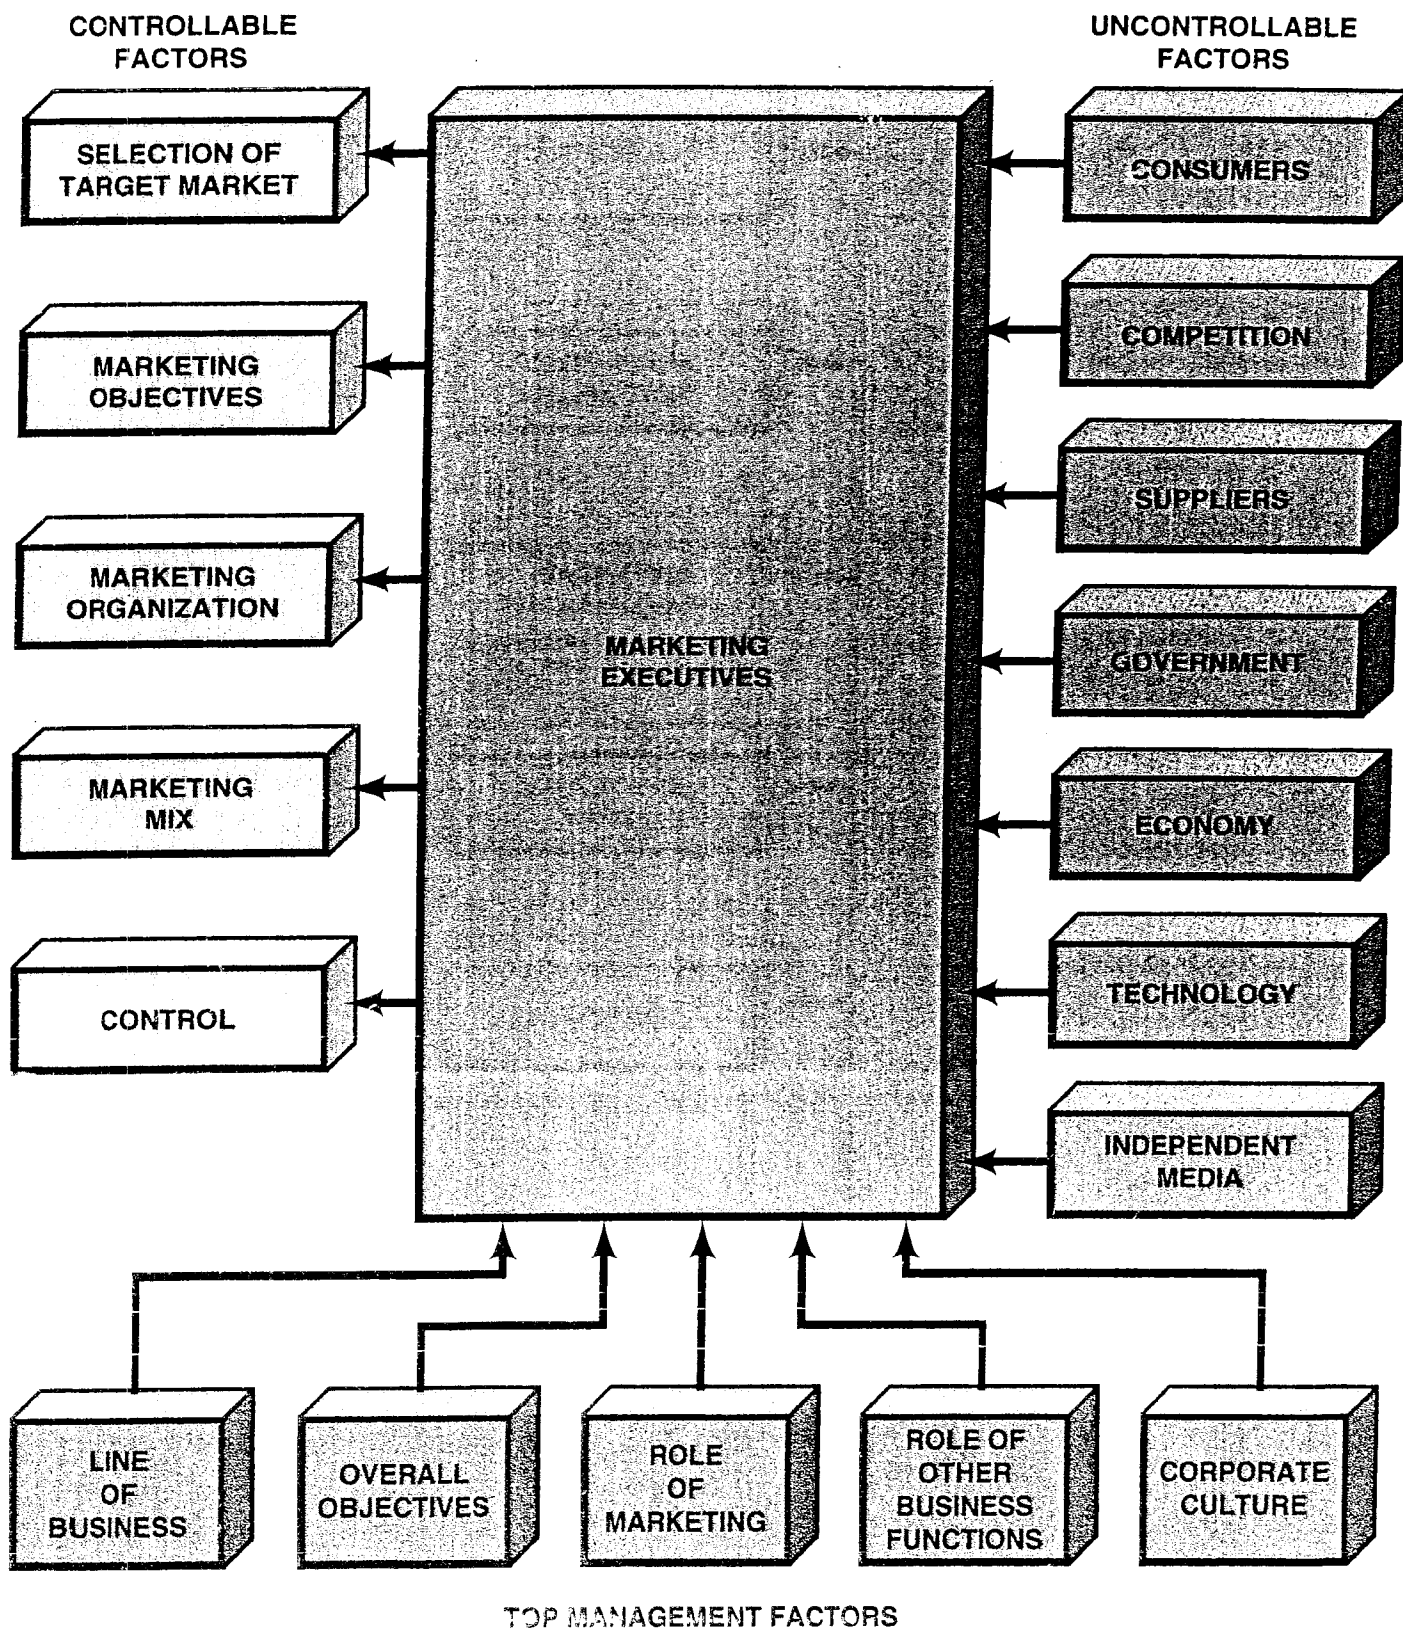 CONTROLLABLE
FACTORS
SELECTION OF
TARGET MARKET
MARKETING
OBJECTIVES
MARKETING
ORGANIZATION
MARKETING
MIX
CONTROL
MARKETING
EXECUTIVES
UNCONTROLLABLE
FACTORS
CONSUMERS
COMPETITION
SUPPLIERS
GOVERNMENT
ECONOMY
TECHNOLOGY
INDEPENDENT
MEDIA
LINE
OF
BUSINESS
OVERALL
OBJECTIVES
ROLE
OF
MARKETING
ROLE OF
OTHER
BUSINESS
FUNCTIONS
CORPORATE
CULTURE
TOP MANAGEMENT FACTORS